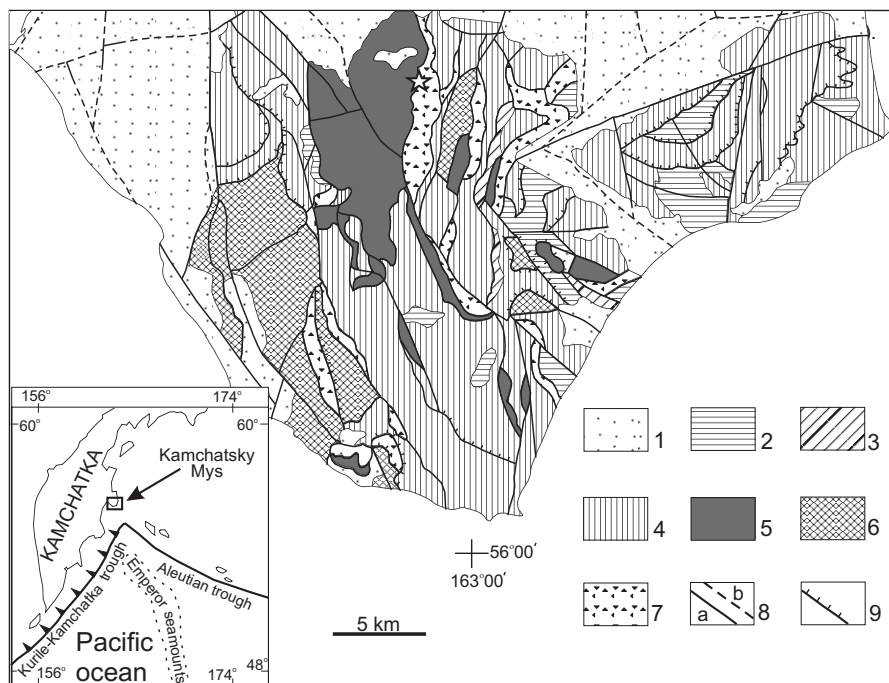 156° 174°
60° 60°
Kamchatsky
Mys
KAMCHATKA
Kurile-Kamchatka trough
Aleutian trough
Emperor seamounts
Pacific
ocean
156° 174° 48°
5 km
56°00′
163°00′
1 2 3
4 5 6
7 a b 8 9